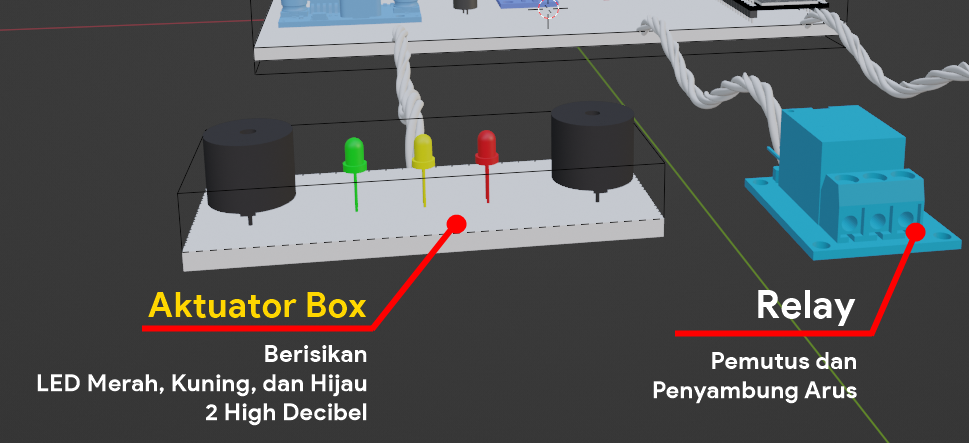 Aktuator Box
Berisikan
LED Merah, Kuning, dan Hijau
2 High Decibel
Relay
Pemutus dan
Penyambung Arus